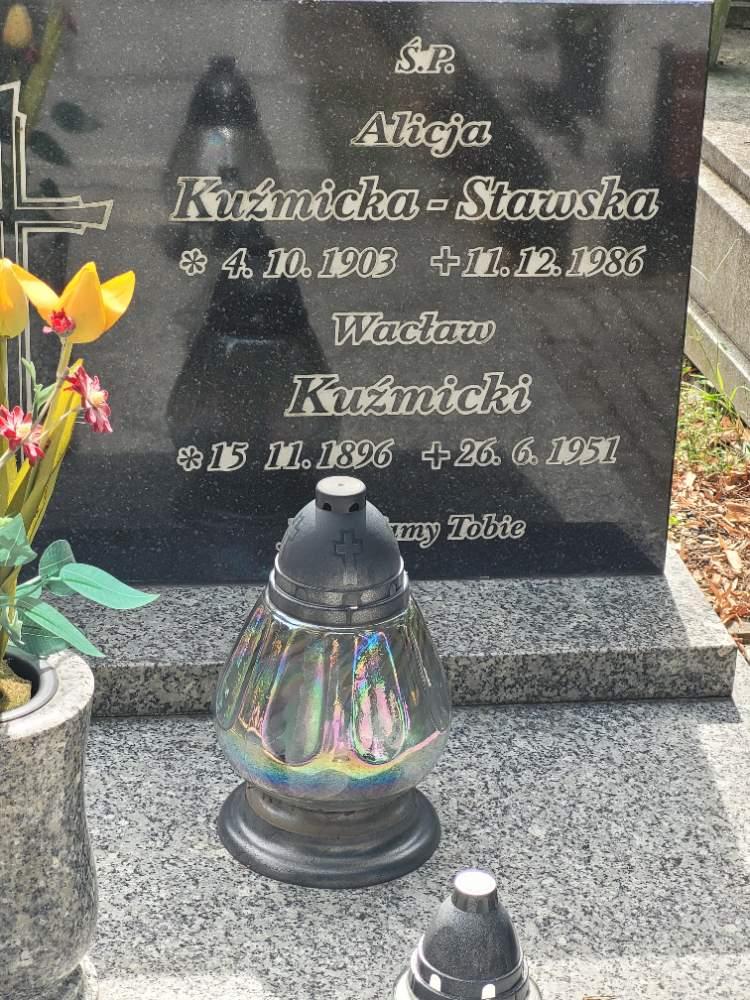 Ś.P.
Alicja
Kuźmicka - Stawska
* 4. 10. 1903 + 11. 12. 1986
Wacław
Kuźmicki
* 15 11. 1896 + 26. 6. 1951
Tobie